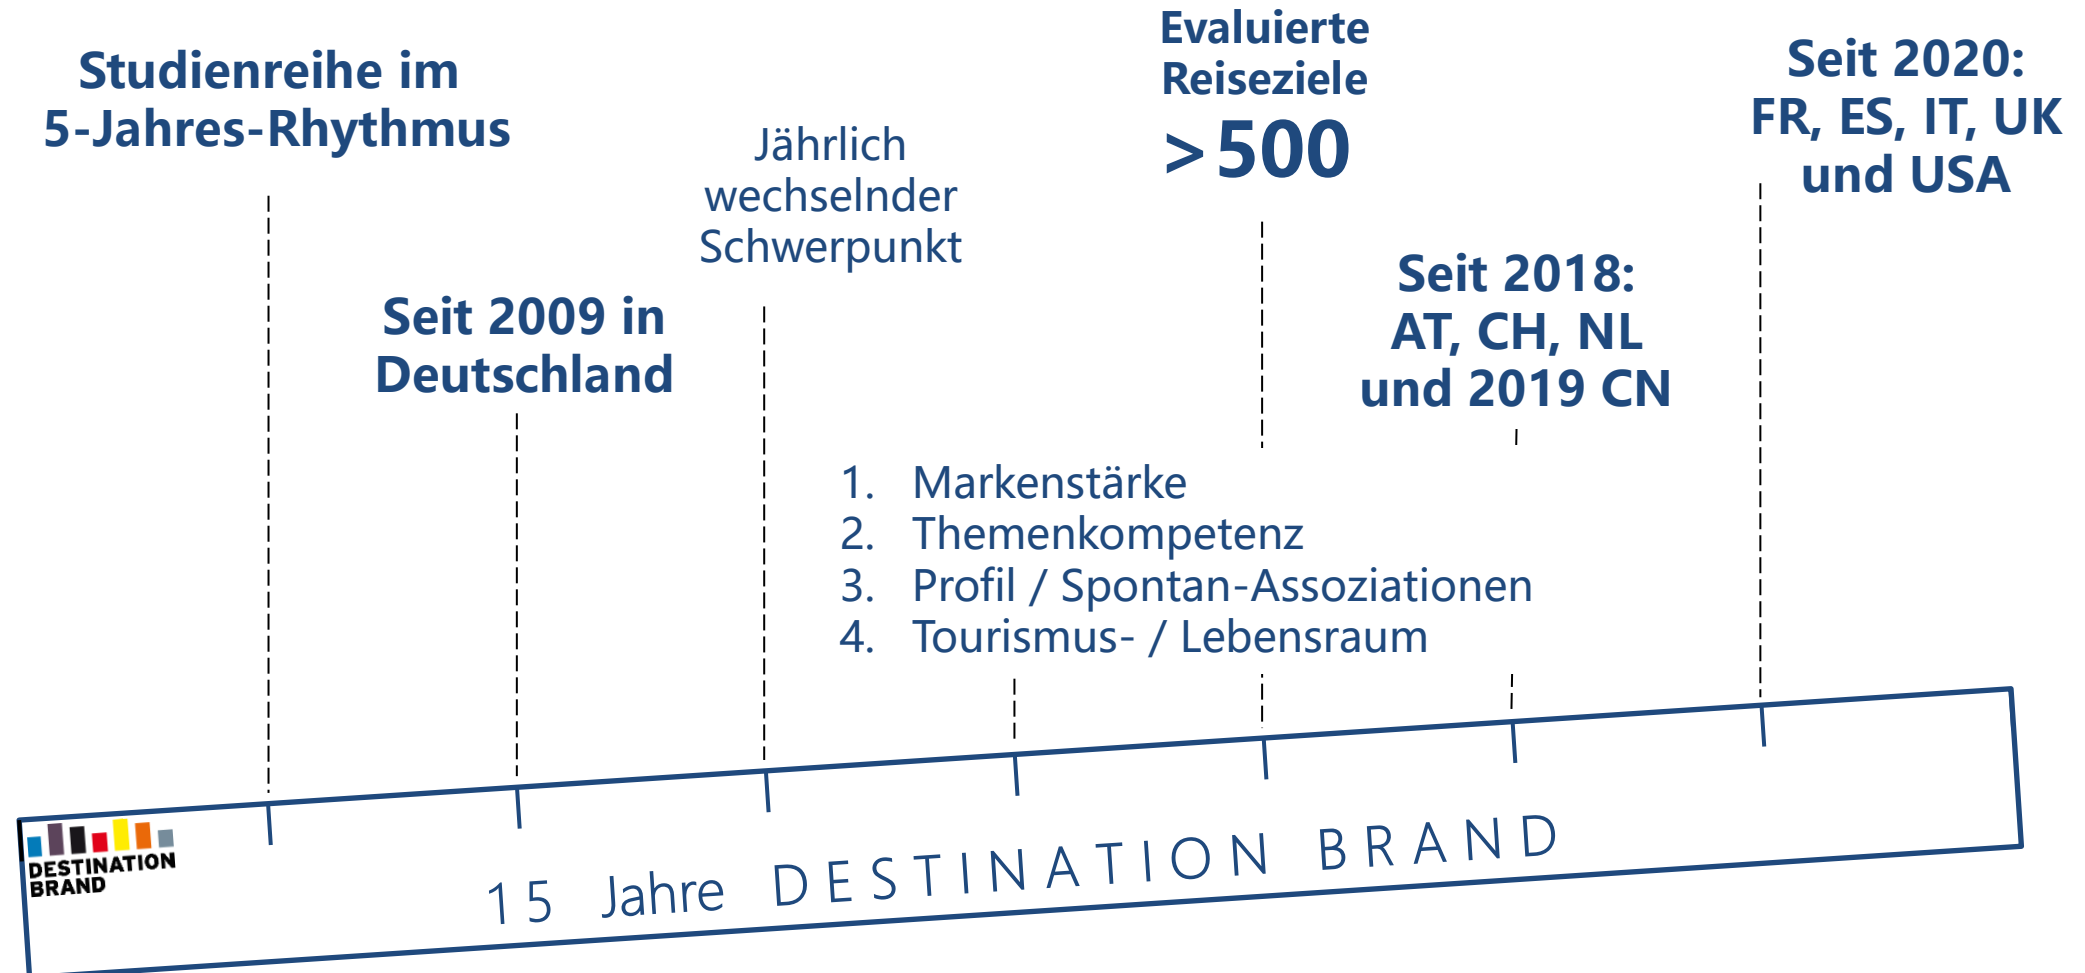 Studienreihe im
5-Jahres-Rhythmus
Seit 2009 in
Deutschland
Jährlich
wechselnder
Schwerpunkt
1. Markenstärke
2. Themenkompetenz
3. Profil / Spontan-Assoziationen
4. Tourismus- / Lebensraum
Evaluierte
Reiseziele
>500
Seit 2018:
AT, CH, NL
und 2019 CN
Seit 2020:
FR, ES, IT, UK
und USA
DESTINATION
BRAND
15 Jahre DESTINATION BRAND